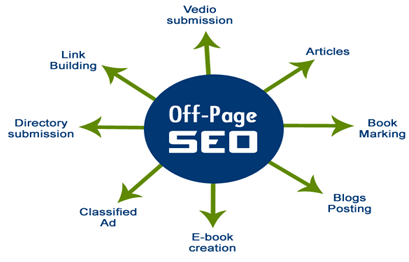 Vedio
submission
Articles
Book
Marking
Blogs
Posting
E-book
creation
Classified
Ad
Directory
submission
Link
Building
Off-Page
SEO